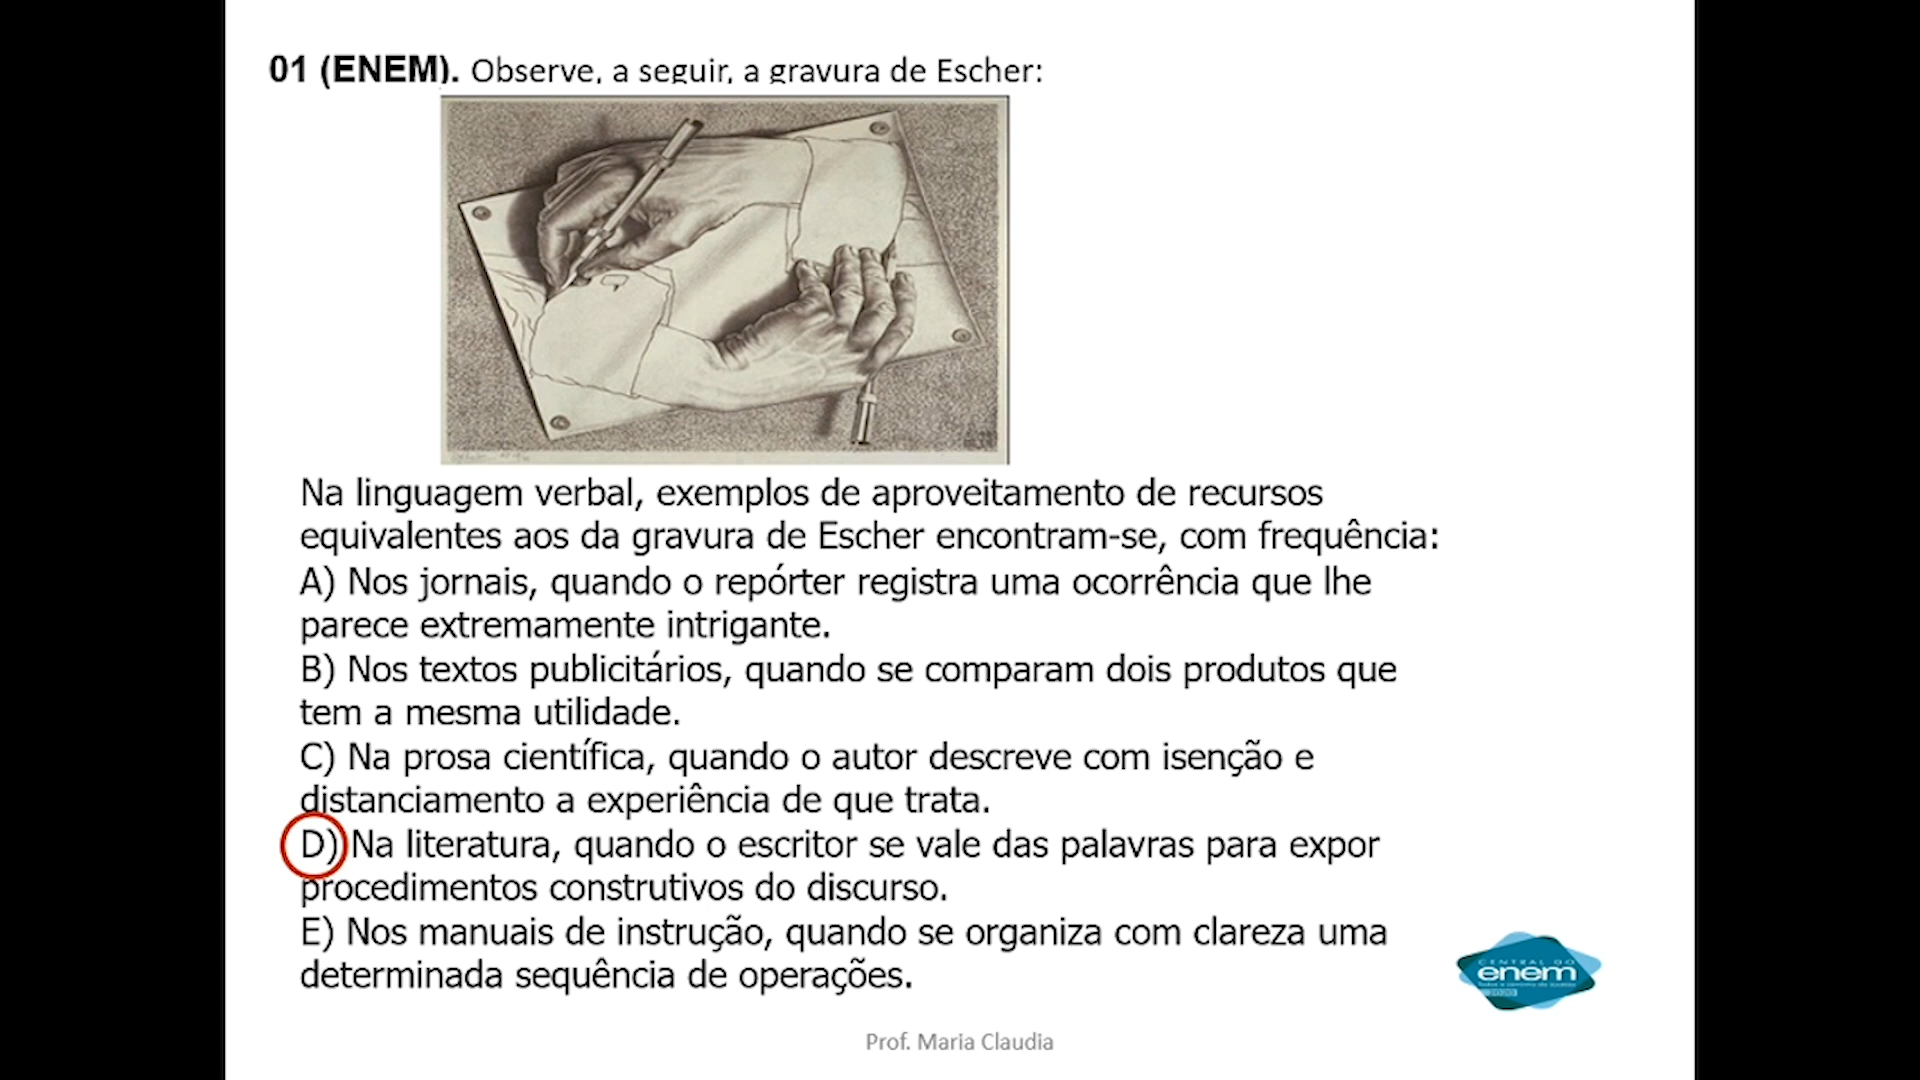 01 (ENEM). Observe, a seguir, a gravura de Escher:
Na linguagem verbal, exemplos de aproveitamento de recursos
equivalentes aos da gravura de Escher encontram-se, com frequência:
A) Nos jornais, quando o repórter registra uma ocorrência que lhe
parece extremamente intrigante.
B) Nos textos publicitários, quando se comparam dois produtos que
tem a mesma utilidade.
C) Na prosa científica, quando o autor descreve com isenção e
distanciamento a experiência de que trata.
D) Na literatura, quando o escritor se vale das palavras para expor
procedimentos construtivos do discurso.
E) Nos manuais de instrução, quando se organiza com clareza uma
determinada sequência de operações.
CENTRAL DO
enem
Prof. Maria Claudia